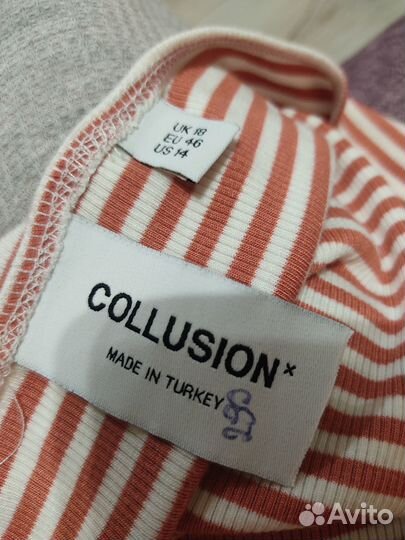 UK 18
EU 46
US 14
COLLUSION×
MADE IN TURKEY
Avito